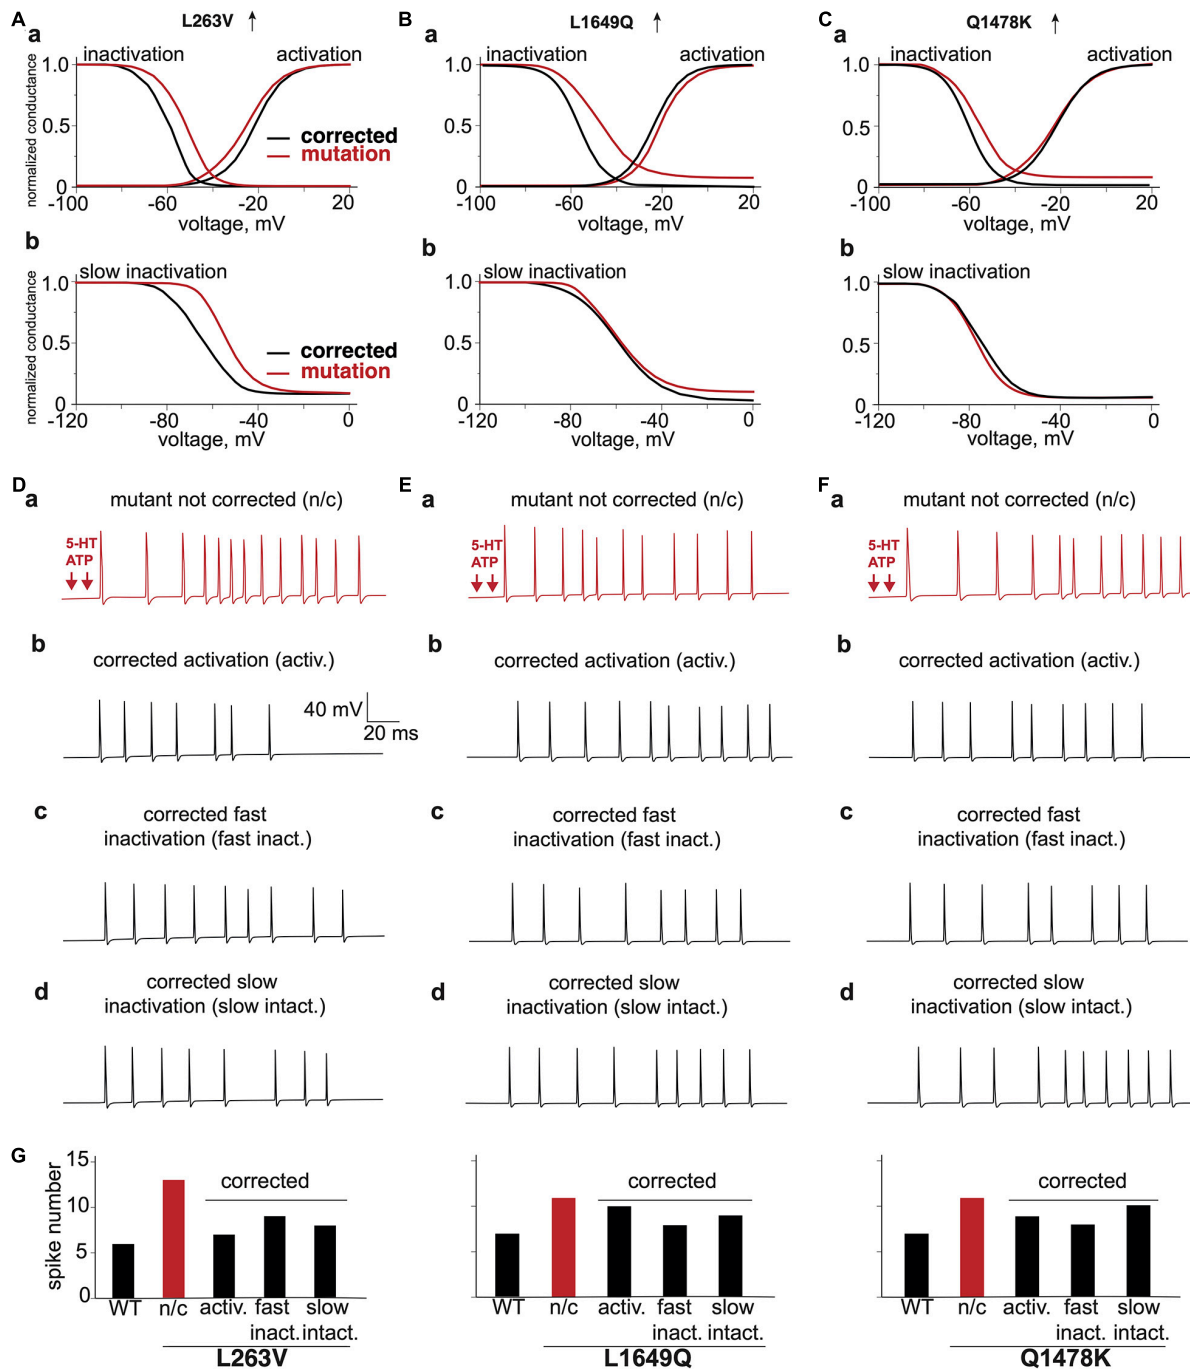 A L263V ↑
a
inactivation activation
1.0
0.5
0
normalized conductance
corrected
mutation
-100 -60 -20 20
voltage, mV
b
slow inactivation
1.0
0.5
0
normalized conductance
corrected
mutation
-120 -80 -40 0
voltage, mV
B L1649Q ↑
a
inactivation activation
1.0
0.5
0
-100 -60 -20 20
voltage, mV
b
slow inactivation
1.0
0.5
0
-120 -80 -40 0
voltage, mV
C Q1478K ↑
a
inactivation activation
1.0
0.5
0
-100 -60 -20 20
voltage, mV
b
slow inactivation
1.0
0.5
0
-120 -80 -40 0
voltage, mV
D a
mutant not corrected (n/c)
5-HT
ATP
b
corrected activation (activ.)
40 mV
20 ms
c
corrected fast
inactivation (fast inact.)
d
corrected slow
inactivation (slow intact.)
E a
mutant not corrected (n/c)
5-HT
ATP
b
corrected activation (activ.)
c
corrected fast
inactivation (fast inact.)
d
corrected slow
inactivation (slow intact.)
F a
mutant not corrected (n/c)
5-HT
ATP
b
corrected activation (activ.)
c
corrected fast
inactivation (fast inact.)
d
corrected slow
inactivation (slow intact.)
G
spike number
15
10
5
0
corrected
WT n/c activ. fast slow
inact. intact.
L263V
corrected
WT n/c activ. fast slow
inact. intact.
L1649Q
corrected
WT n/c activ. fast slow
inact. intact.
Q1478K